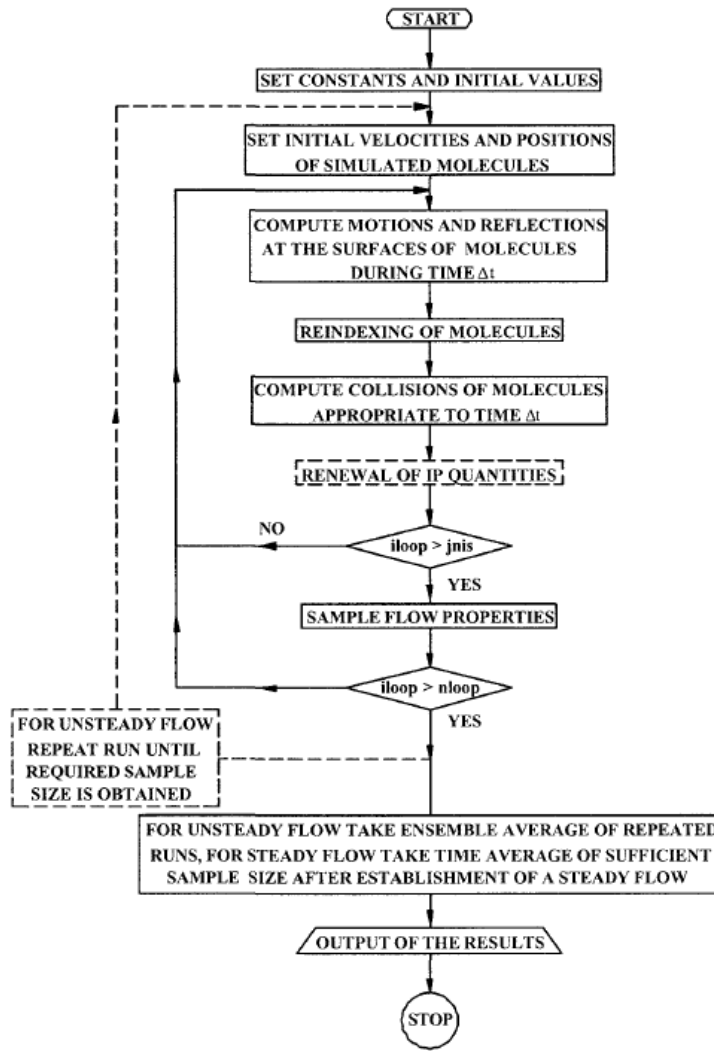 START
SET CONSTANTS AND INITIAL VALUES
SET INITIAL VELOCITIES AND POSITIONS
OF SIMULATED MOLECULES
COMPUTE MOTIONS AND REFLECTIONS
AT THE SURFACES OF MOLECULES
DURING TIME Δt
REINDEXING OF MOLECULES
COMPUTE COLLISIONS OF MOLECULES
APPROPRIATE TO TIME Δt
RENEWAL OF IP QUANTITIES
NO
iloop > jnis
YES
SAMPLE FLOW PROPERTIES
iloop > nloop
YES
FOR UNSTEADY FLOW
REPEAT RUN UNTIL
REQUIRED SAMPLE
SIZE IS OBTAINED
FOR UNSTEADY FLOW TAKE ENSEMBLE AVERAGE OF REPEATED
RUNS, FOR STEADY FLOW TAKE TIME AVERAGE OF SUFFICIENT
SAMPLE SIZE AFTER ESTABLISHMENT OF A STEADY FLOW
OUTPUT OF THE RESULTS
STOP